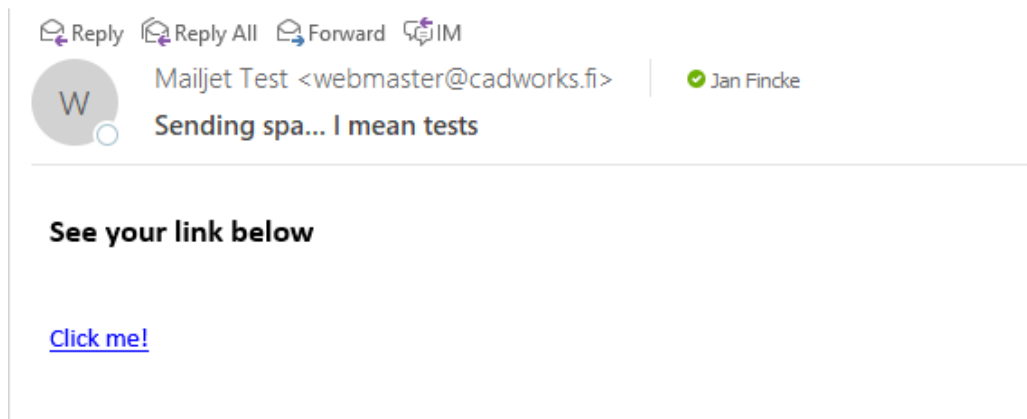 Reply Reply All Forward IM
Mailjet Test <webmaster@cadworks.fi> Jan Fincke
W
Sending spa... I mean tests
See your link below
Click me!